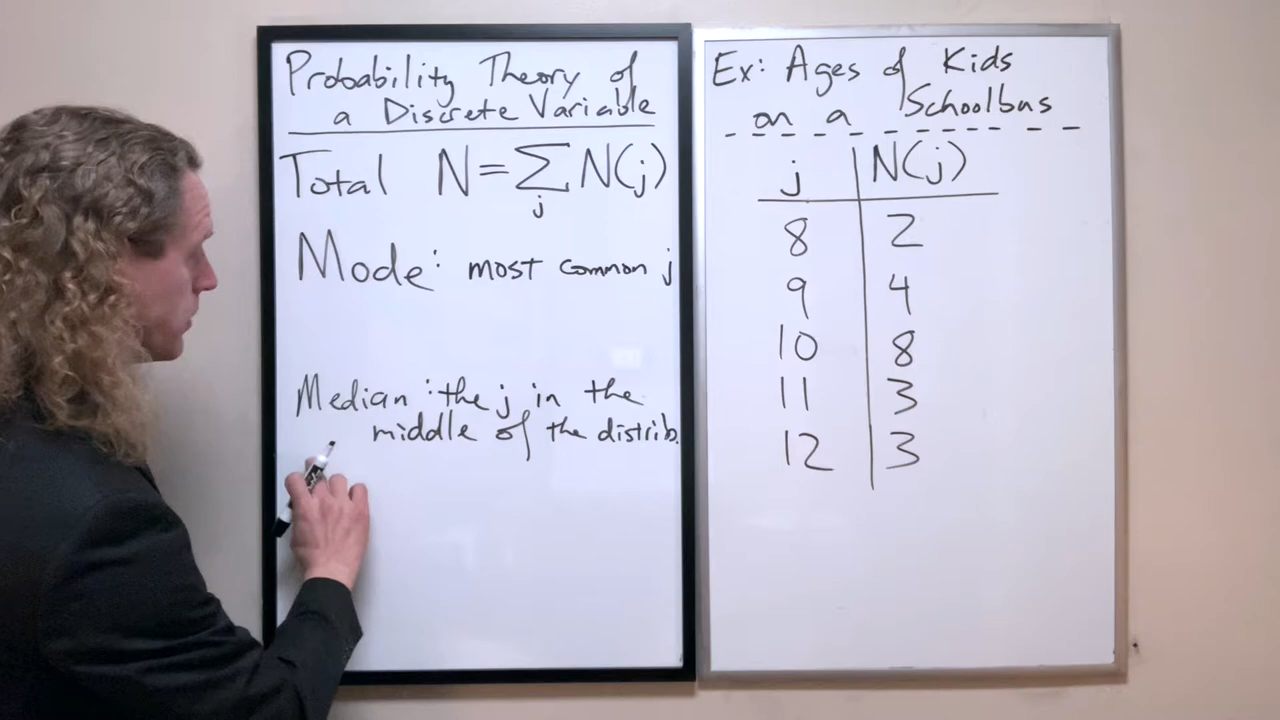 Probability Theory of
a Discrete Variable
Total N = ∑ N(j)
j
Mode: most common j
Median: the j in the
middle of the distrib.
Ex: Ages of Kids
on a Schoolbus
j N(j)
8 2
9 4
10 8
11 3
12 3